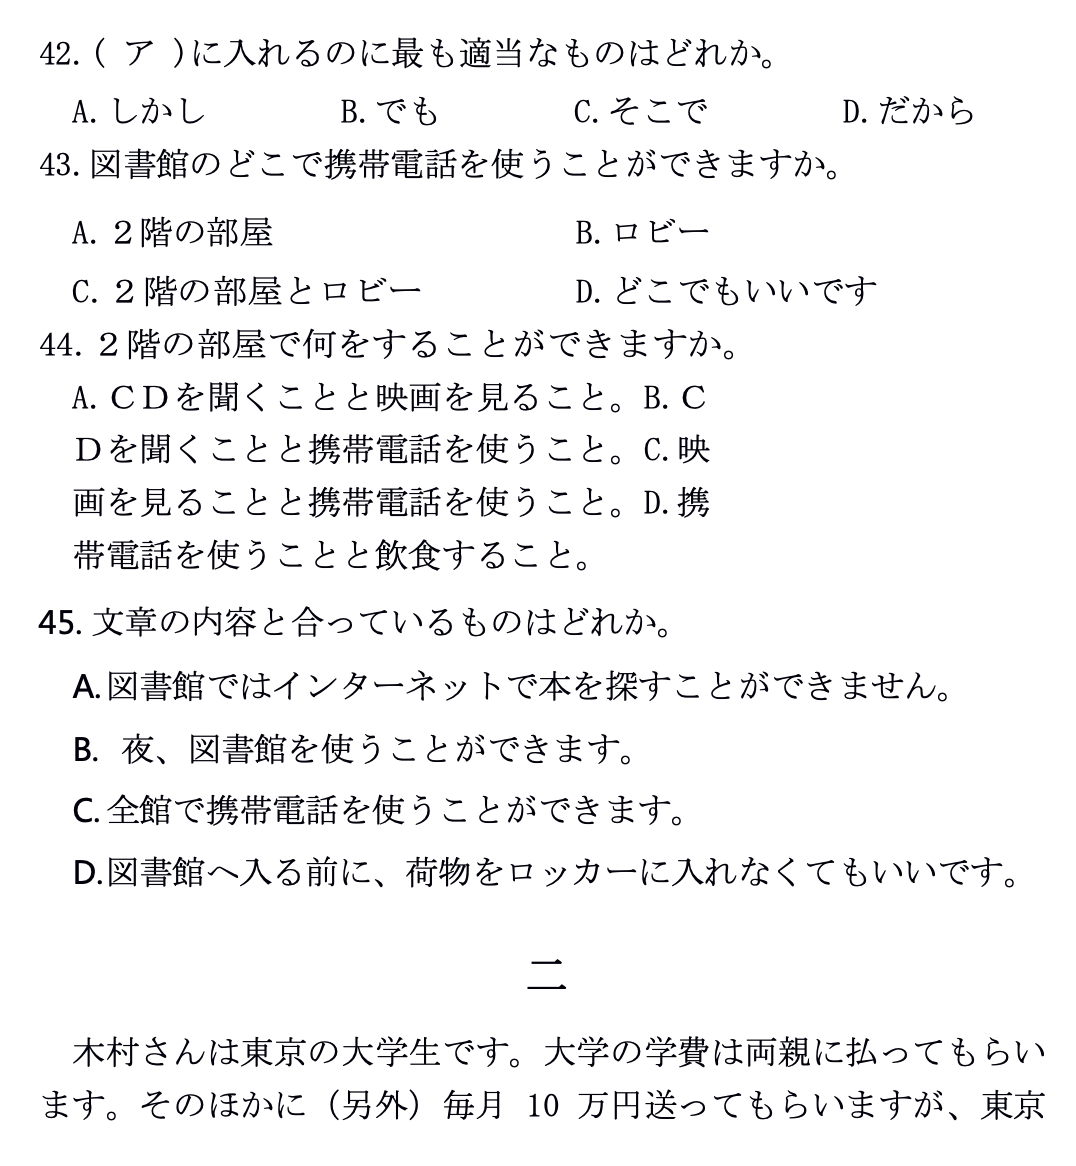 42. ( ア )に入れるのに最も適当なものはどれか。
A. しかし B. でも C. そこで D. だから
43. 図書館のどこで携帯電話を使うことができますか。
A. ２階の部屋 B. ロビー
C. ２階の部屋とロビー D. どこでもいいです
44. ２階の部屋で何をすることができますか。
A. ＣＤを聞くことと映画を見ること。B. Ｃ
Ｄを聞くことと携帯電話を使うこと。C. 映
画を見ることと携帯電話を使うこと。D. 携
帯電話を使うことと飲食すること。
45. 文章の内容と合っているものはどれか。
A. 図書館ではインターネットで本を探すことができません。
B. 夜、図書館を使うことができます。
C. 全館で携帯電話を使うことができます。
D. 図書館へ入る前に、荷物をロッカーに入れなくてもいいです。
二
木村さんは東京の大学生です。大学の学費は両親に払ってもらい
ます。そのほかに（另外）毎月 10 万円送ってもらいますが、東京